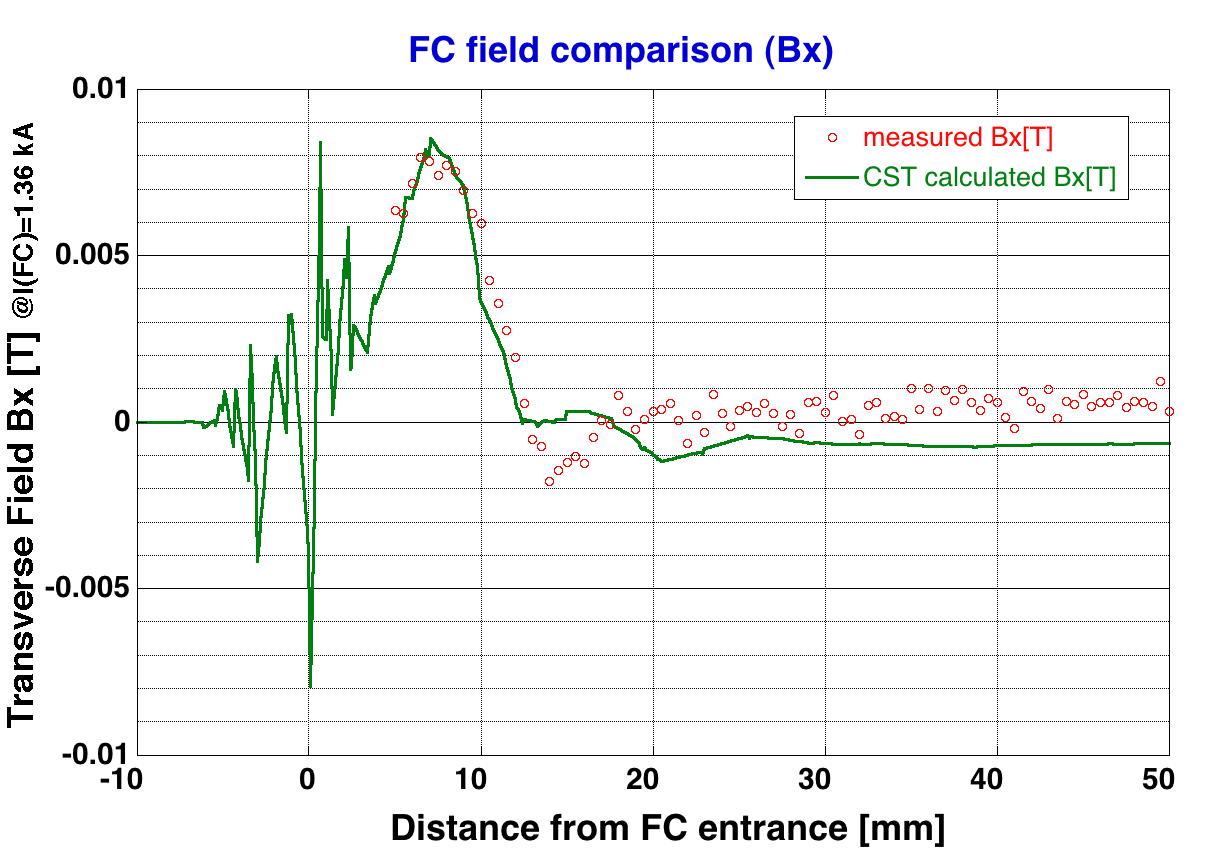 FC field comparison (Bx)
measured Bx[T]
CST calculated Bx[T]
Transverse Field Bx [T] @I(FC)=1.36 kA
0.01
0.005
0
-0.005
-0.01
-10 0 10 20 30 40 50
Distance from FC entrance [mm]